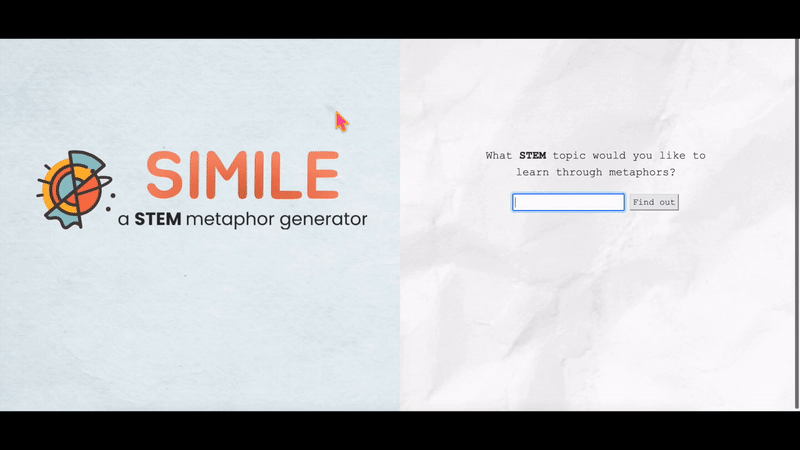 SIMILE
a STEM metaphor generator
What STEM topic would you like to
learn through metaphors?
Find out